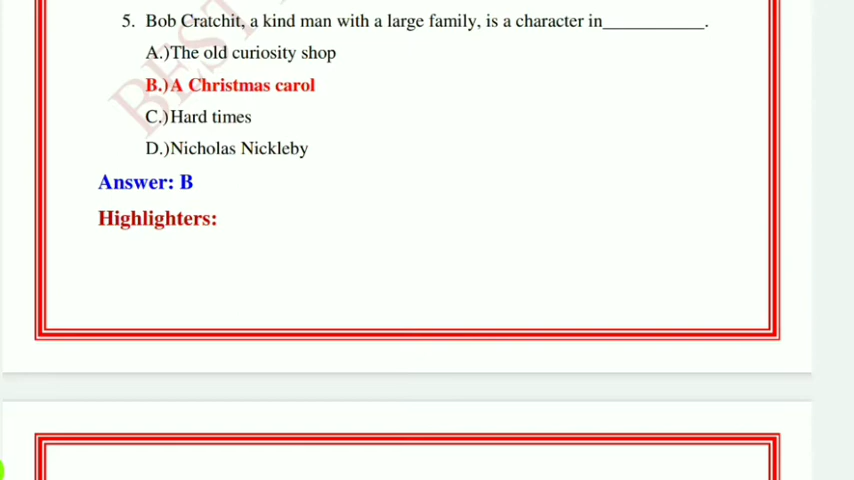 5. Bob Cratchit, a kind man with a large family, is a character in____________.
A.)The old curiosity shop
B.)A Christmas carol
C.)Hard times
D.)Nicholas Nickleby
Answer: B
Highlighters:
BEST